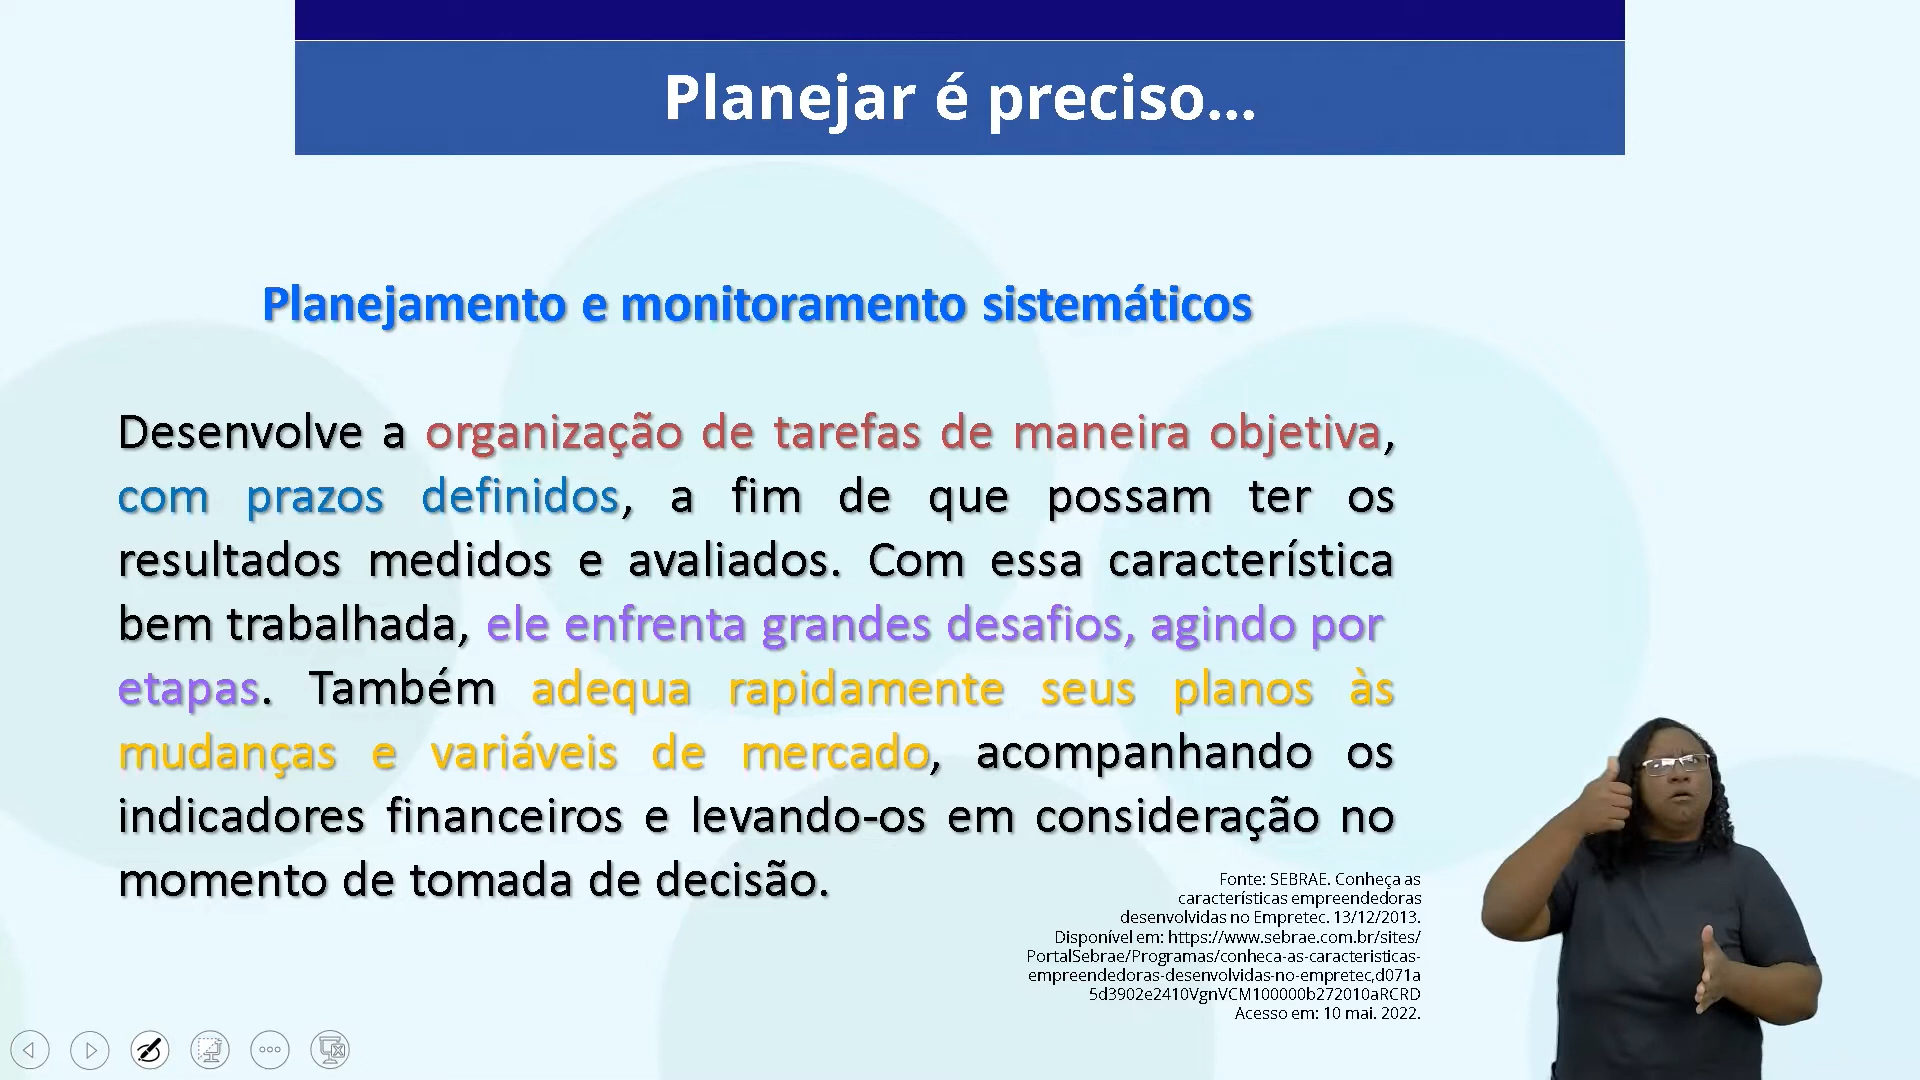 Planejar é preciso...
Planejamento e monitoramento sistemáticos
Desenvolve a organização de tarefas de maneira objetiva,
com prazos definidos, a fim de que possam ter os
resultados medidos e avaliados. Com essa característica
bem trabalhada, ele enfrenta grandes desafios, agindo por
etapas. Também adequa rapidamente seus planos às
mudanças e variáveis de mercado, acompanhando os
indicadores financeiros e levando-os em consideração no
momento de tomada de decisão.
Fonte: SEBRAE. Conheça as
características empreendedoras
desenvolvidas no Empretec. 13/12/2013.
Disponível em: https://www.sebrae.com.br/sites/
PortalSebrae/Programas/conheca-as-caracteristicas-
empreendedoras-desenvolvidas-no-empretec,d071a
5d3902e2410VgnVCM100000b272010aRCRD
Acesso em: 10 mai. 2022.